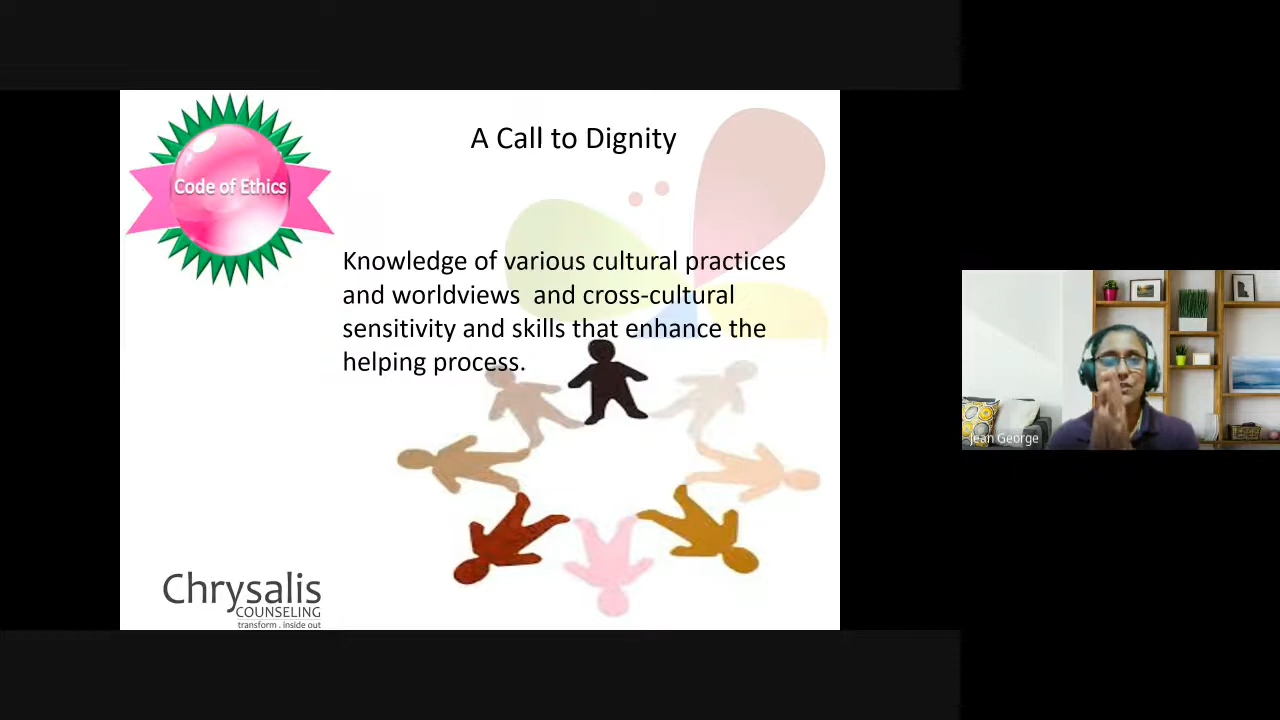 A Call to Dignity
Code of Ethics
Knowledge of various cultural practices
and worldviews and cross-cultural
sensitivity and skills that enhance the
helping process.
Jean George
Chrysalis
COUNSELING
transform . inside out